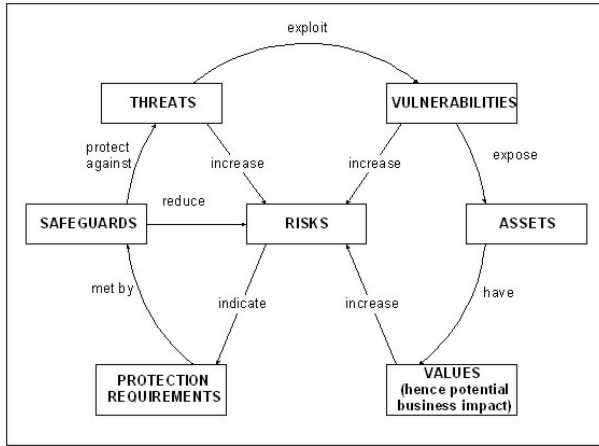 exploit
THREATS
VULNERABILITIES
protect
against
increase
increase
expose
reduce
SAFEGUARDS
RISKS
ASSETS
met by
indicate
increase
have
PROTECTION
REQUIREMENTS
VALUES
(hence potential
business impact)